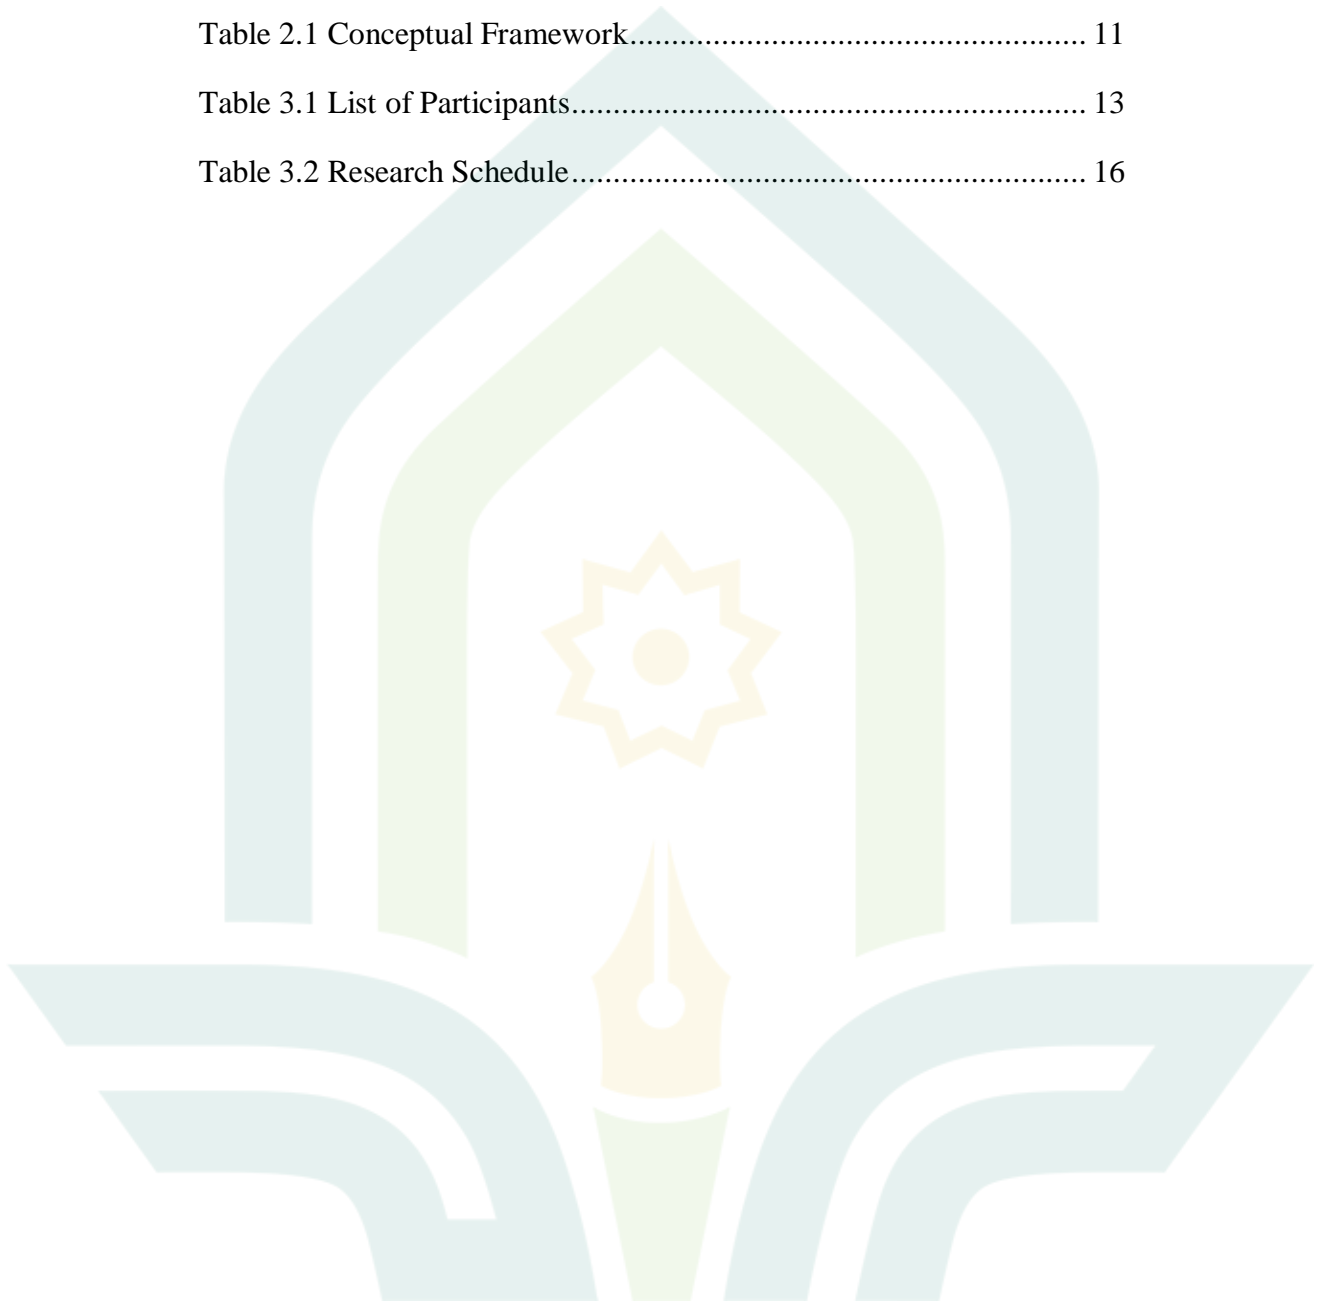 Table 2.1 Conceptual Framework....................................................... 11
Table 3.1 List of Participants.............................................................. 13
Table 3.2 Research Schedule.............................................................. 16